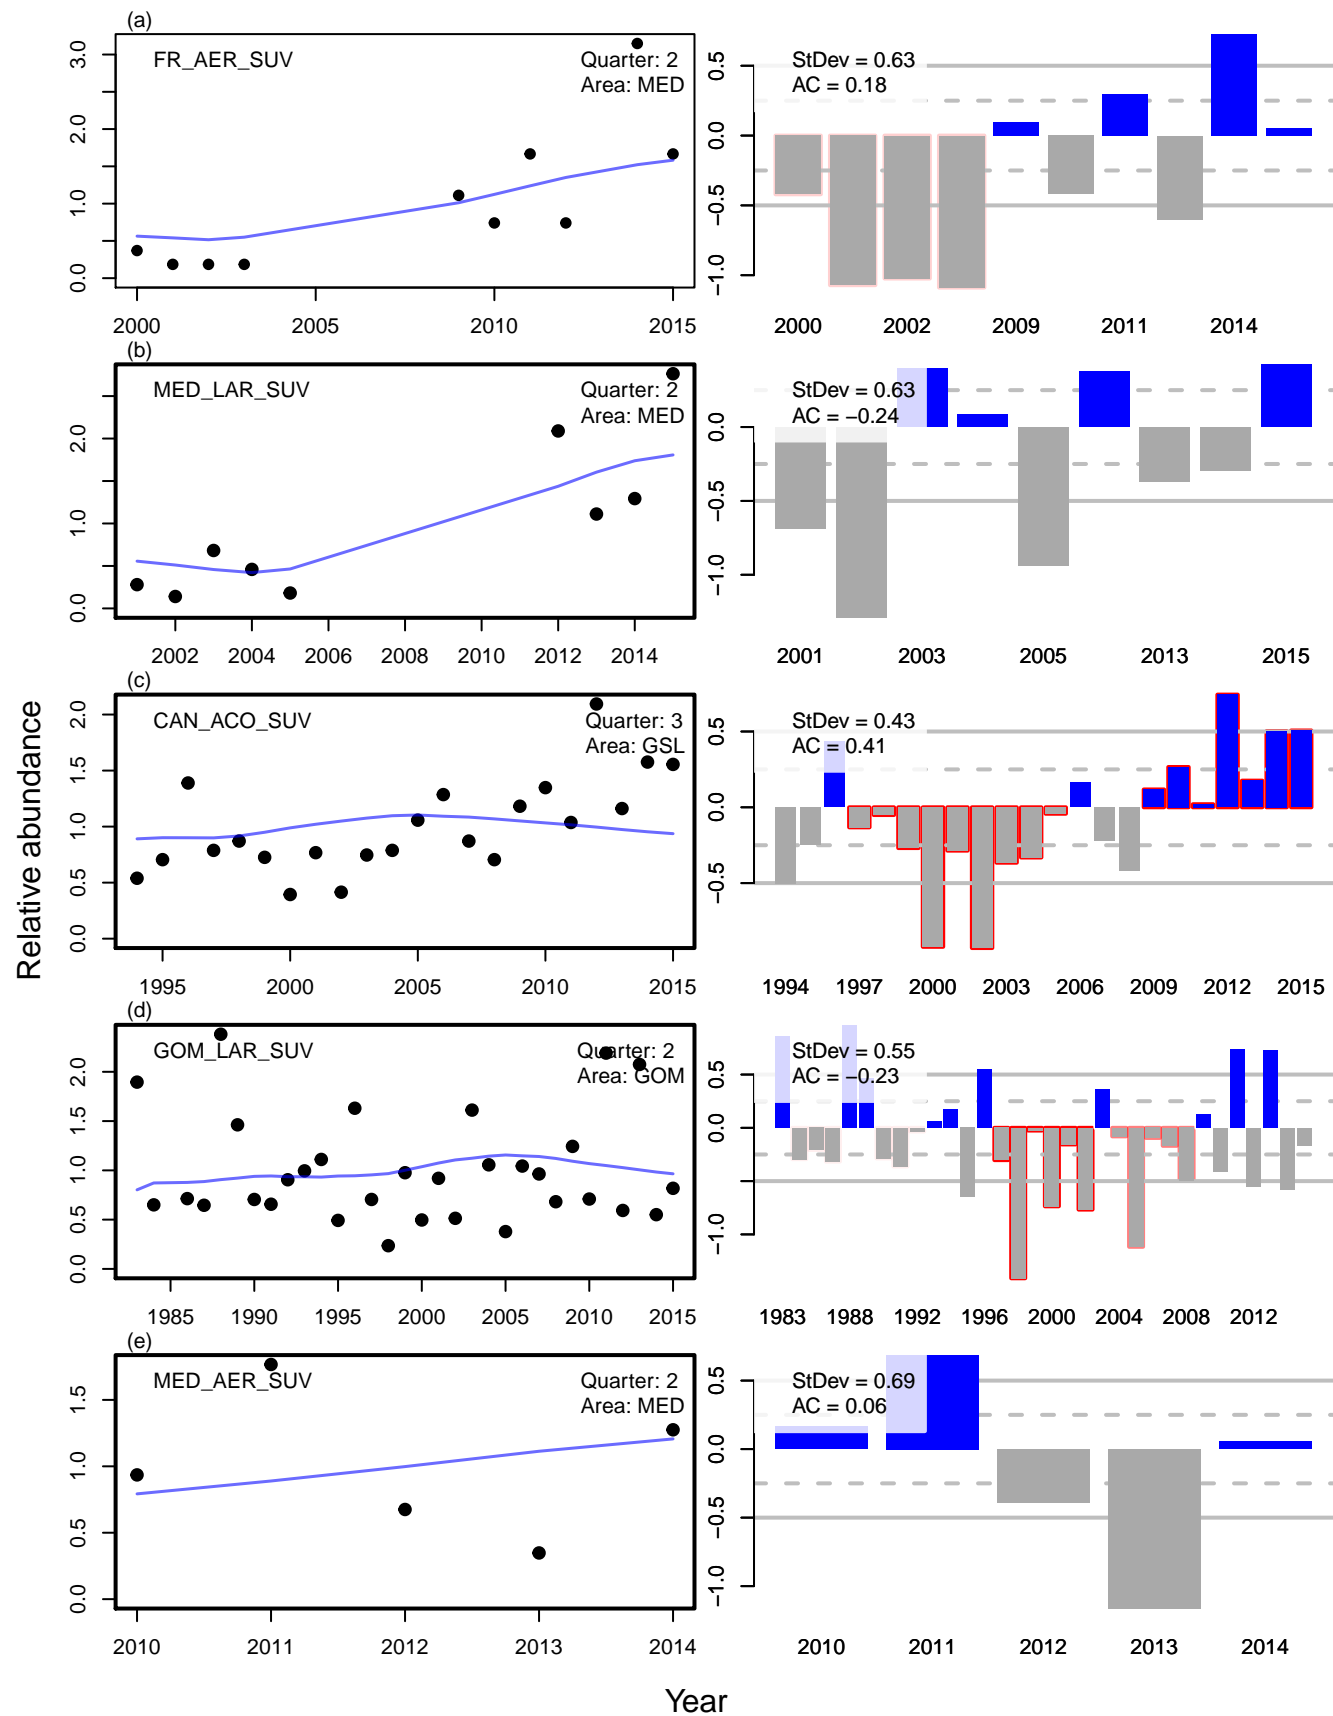 (a)
FR_AER_SUV
Quarter: 2
Area: MED
0.0 1.0 2.0 3.0
2000 2005 2010 2015
StDev = 0.63
AC = 0.18
−1.0 −0.5 0.0 0.5
2000 2002 2009 2011 2014
(b)
MED_LAR_SUV
Quarter: 2
Area: MED
0.0 1.0 2.0
2002 2004 2006 2008 2010 2012 2014
StDev = 0.63
AC = −0.24
−1.0 −0.5 0.0
2001 2003 2005 2013 2015
(c)
CAN_ACO_SUV
Quarter: 3
Area: GSL
0.0 0.5 1.0 1.5 2.0
1995 2000 2005 2010 2015
StDev = 0.43
AC = 0.41
−0.5 0.0 0.5
1994 1997 2000 2003 2006 2009 2012 2015
(d)
GOM_LAR_SUV
Quarter: 2
Area: GOM
0.0 0.5 1.0 1.5 2.0
1985 1990 1995 2000 2005 2010 2015
StDev = 0.55
AC = −0.23
−1.0 0.0 0.5
1983 1988 1992 1996 2000 2004 2008 2012
(e)
MED_AER_SUV
Quarter: 2
Area: MED
0.0 0.5 1.0 1.5
2010 2011 2012 2013 2014
StDev = 0.69
AC = 0.06
−1.0 −0.5 0.0 0.5
2010 2011 2012 2013 2014
Relative abundance
Year